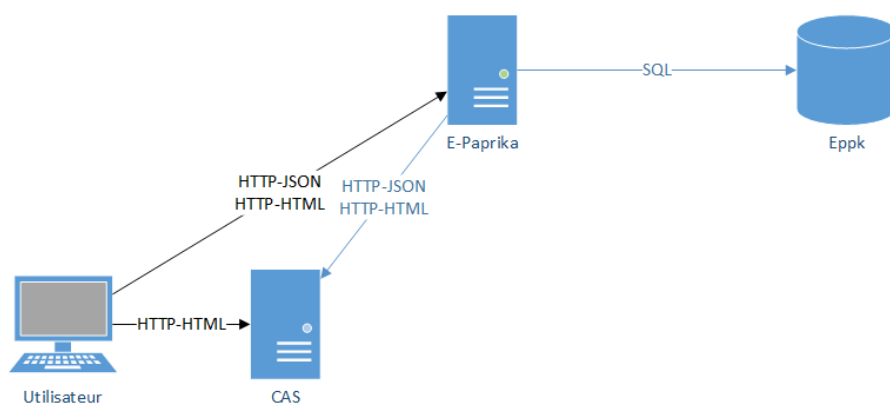 SQL
E-Paprika
Eppk
HTTP-JSON
HTTP-HTML
HTTP-JSON
HTTP-HTML
HTTP-HTML
Utilisateur
CAS